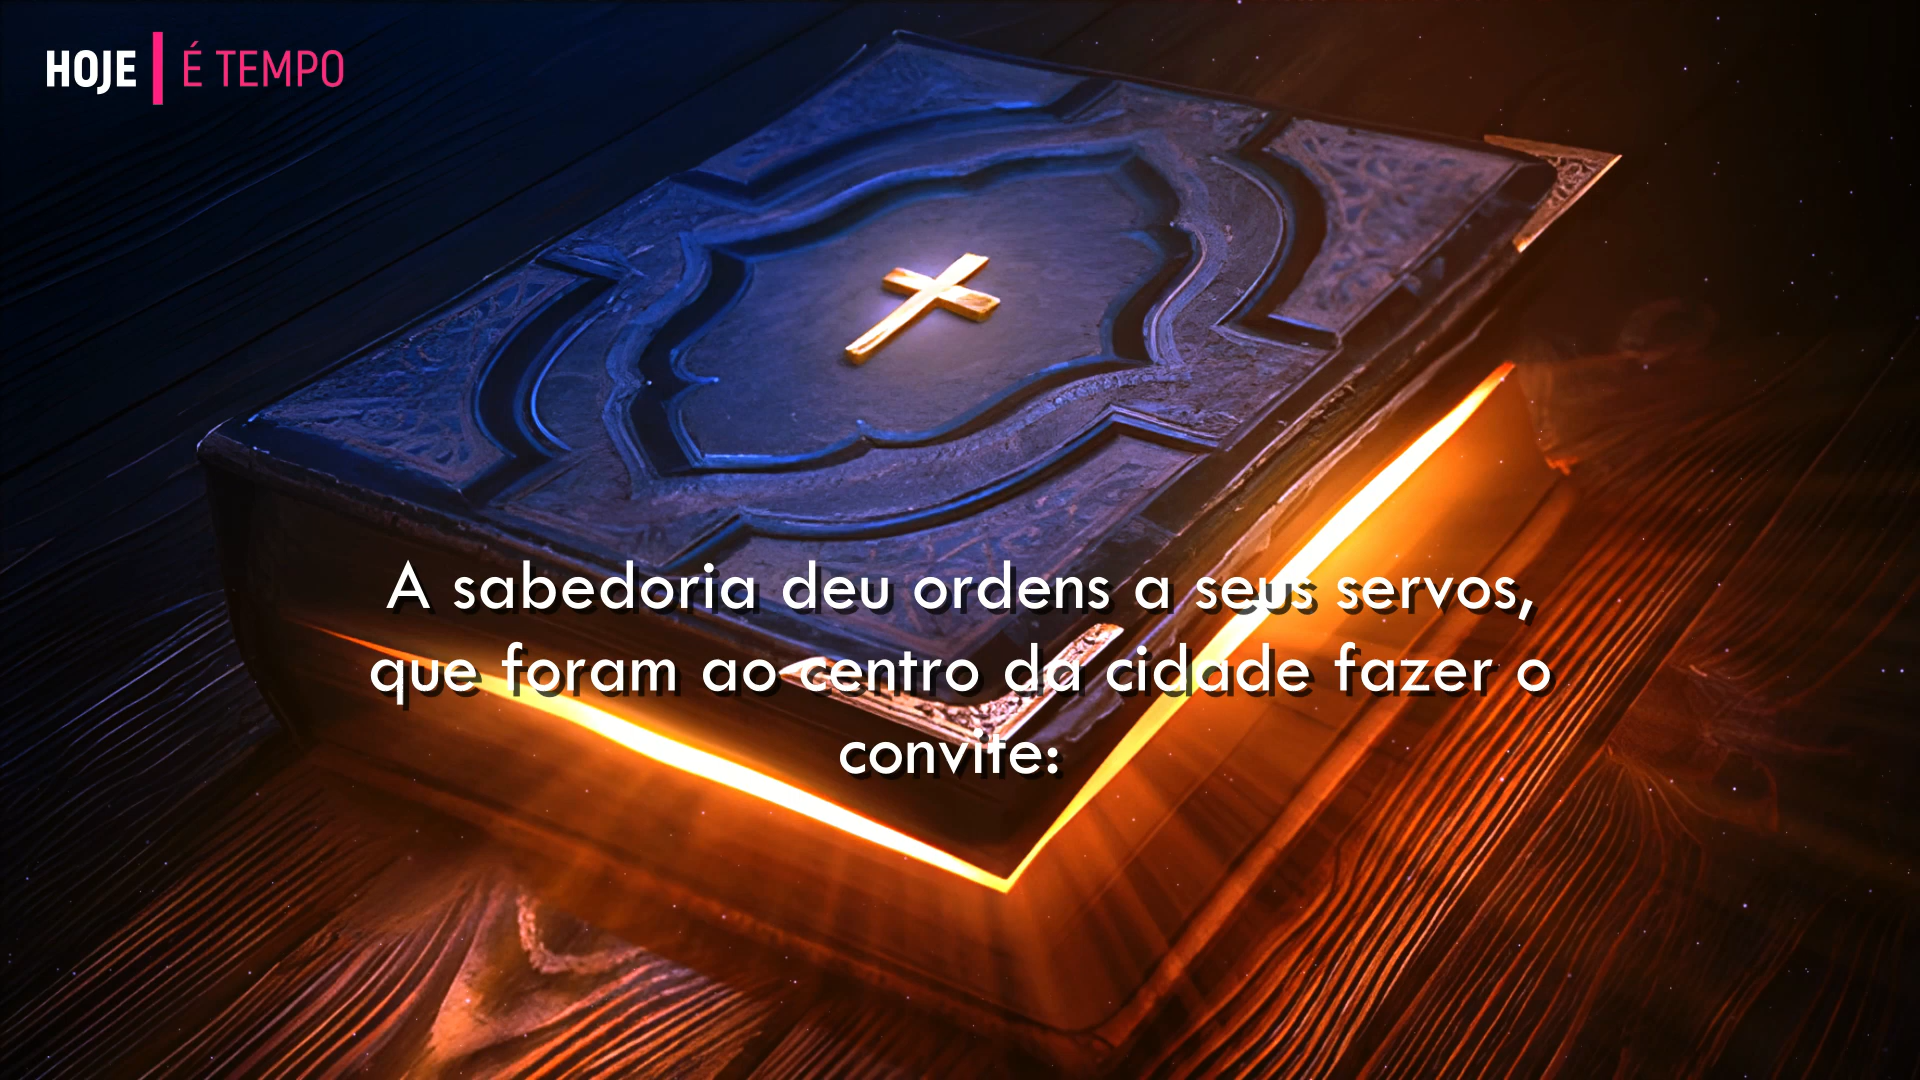 HOJE É TEMPO
A sabedoria deu ordens a seus servos,
que foram ao centro da cidade fazer o
convite: